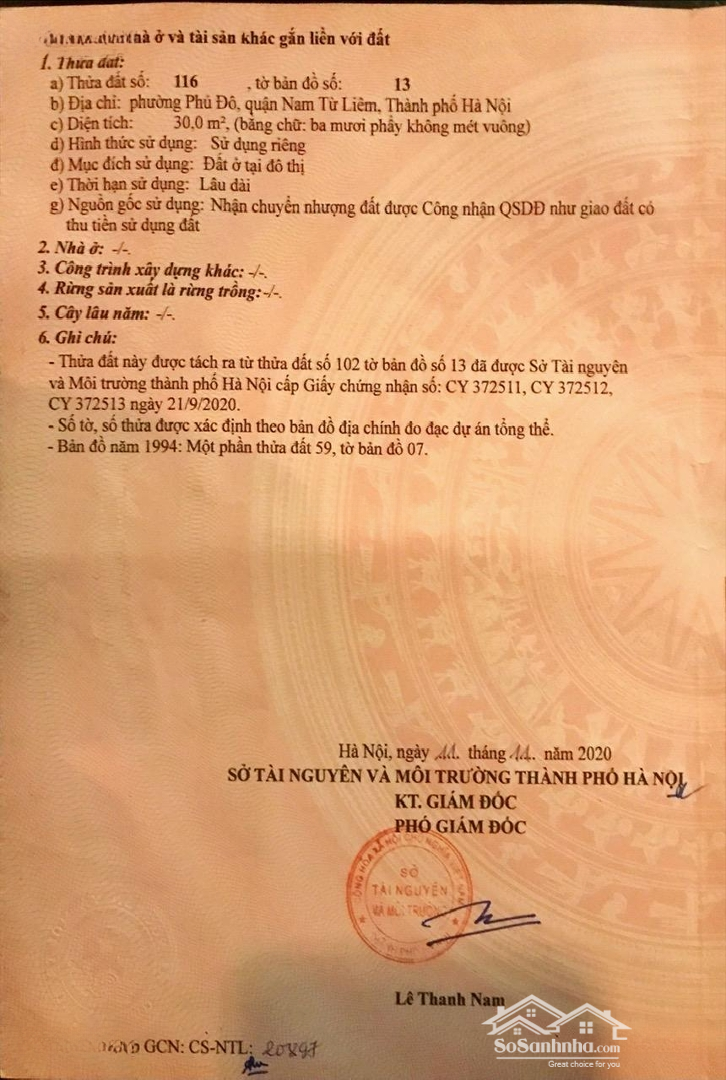 nhà ở và tài sản khác gắn liền với đất
1. Thửa đất:
a) Thửa đất số: 116 , tờ bản đồ số: 13
b) Địa chỉ: phường Phú Đô, quận Nam Từ Liêm, Thành phố Hà Nội
c) Diện tích: 30,0 m², (bằng chữ: ba mươi phẩy không mét vuông)
d) Hình thức sử dụng: Sử dụng riêng
đ) Mục đích sử dụng: Đất ở tại đô thị
e) Thời hạn sử dụng: Lâu dài
g) Nguồn gốc sử dụng: Nhận chuyển nhượng đất được Công nhận QSDĐ như giao đất có
thu tiền sử dụng đất
2. Nhà ở: -/-.
3. Công trình xây dựng khác: -/-.
4. Rừng sản xuất là rừng trồng: -/-.
5. Cây lâu năm: -/-.
6. Ghi chú:
- Thửa đất này được tách ra từ thửa đất số 102 tờ bản đồ số 13 đã được Sở Tài nguyên
và Môi trường thành phố Hà Nội cấp Giấy chứng nhận số: CY 372511, CY 372512,
CY 372513 ngày 21/9/2020.
- Số tờ, số thửa được xác định theo bản đồ địa chính đo đạc dự án tổng thể.
- Bản đồ năm 1994: Một phần thửa đất 59, tờ bản đồ 07.
Hà Nội, ngày 11 tháng 11 năm 2020
SỞ TÀI NGUYÊN VÀ MÔI TRƯỜNG THÀNH PHỐ HÀ NỘI
KT. GIÁM ĐỐC
PHÓ GIÁM ĐỐC
SỞ
TÀI NGUYÊN
VÀ MÔI TRƯỜNG
Lê Thanh Nam
GCN: CS-NTL: 20897
SoSanhnha.com
Great choice for you